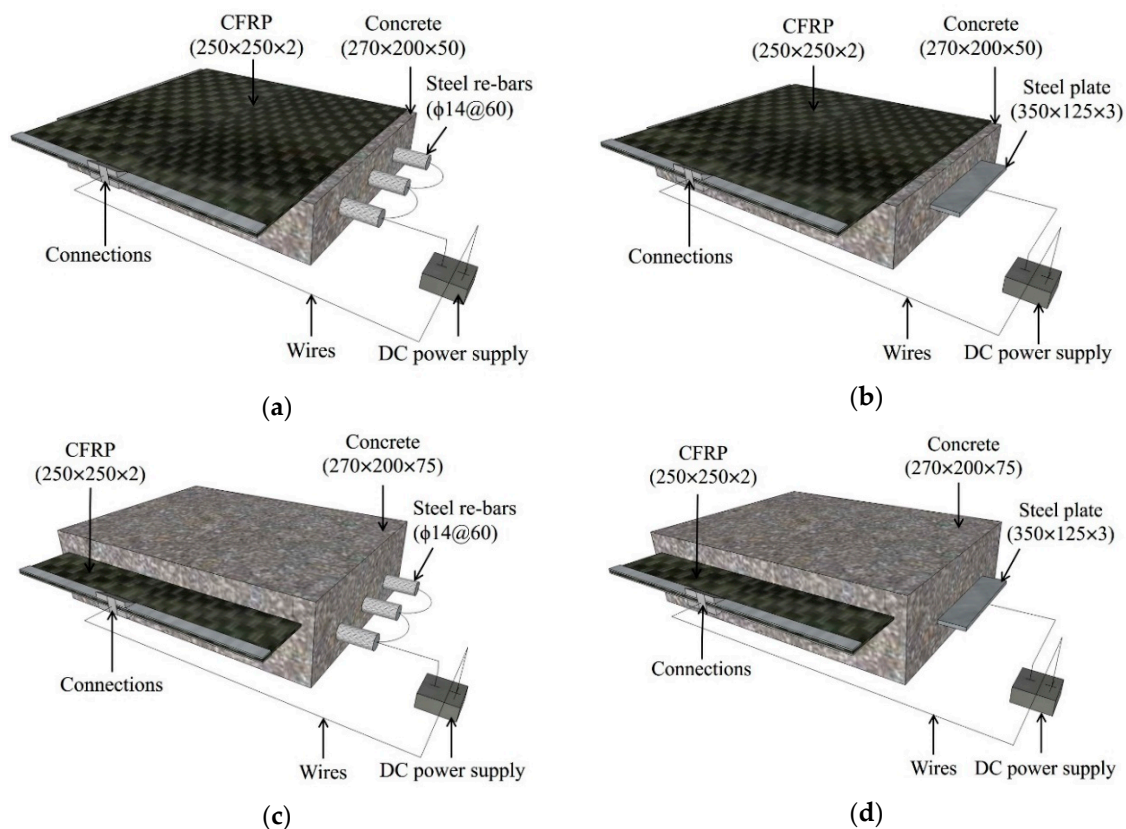 CFRP
(250×250×2)
Concrete
(270×200×50)
Steel re-bars
(ϕ14@60)
Connections
Wires
DC power supply
(a)
CFRP
(250×250×2)
Concrete
(270×200×50)
Steel plate
(350×125×3)
Connections
Wires
DC power supply
(b)
CFRP
(250×250×2)
Concrete
(270×200×75)
Steel re-bars
(ϕ14@60)
Connections
Wires
DC power supply
(c)
CFRP
(250×250×2)
Concrete
(270×200×75)
Steel plate
(350×125×3)
Connections
Wires
DC power supply
(d)